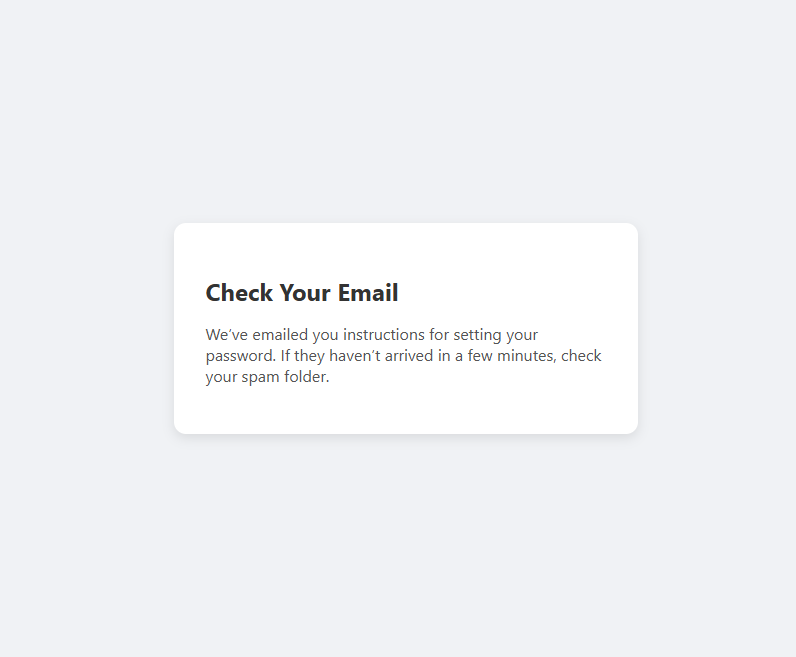 Check Your Email
We’ve emailed you instructions for setting your
password. If they haven’t arrived in a few minutes, check
your spam folder.